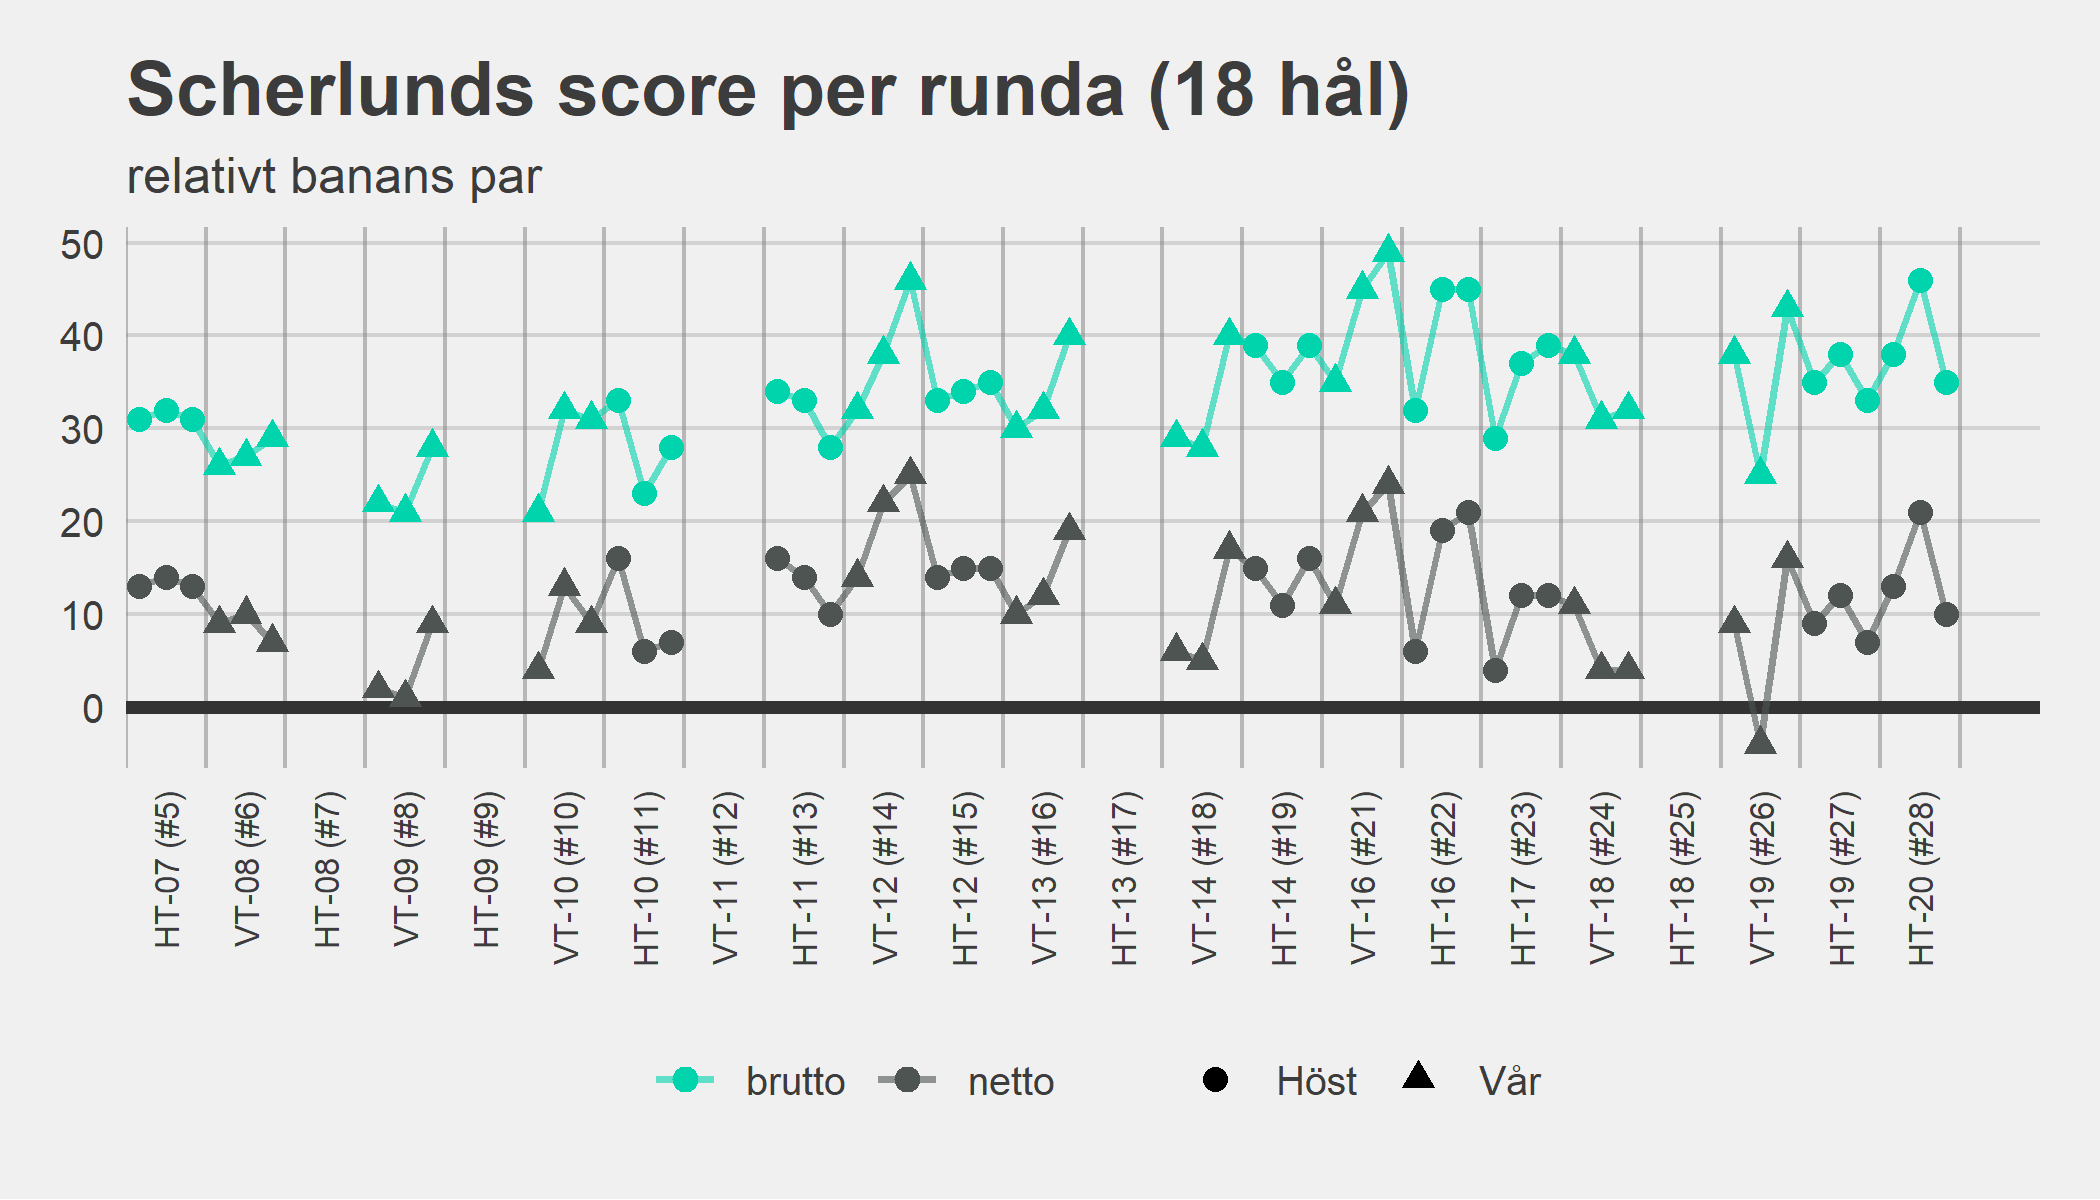 Scherlunds score per runda (18 hål)
relativt banans par
50
40
30
20
10
0
HT-07 (#5)
VT-08 (#6)
HT-08 (#7)
VT-09 (#8)
HT-09 (#9)
VT-10 (#10)
HT-10 (#11)
VT-11 (#12)
HT-11 (#13)
VT-12 (#14)
HT-12 (#15)
VT-13 (#16)
HT-13 (#17)
VT-14 (#18)
HT-14 (#19)
VT-16 (#21)
HT-16 (#22)
HT-17 (#23)
VT-18 (#24)
HT-18 (#25)
VT-19 (#26)
HT-19 (#27)
HT-20 (#28)
brutto netto Höst Vår